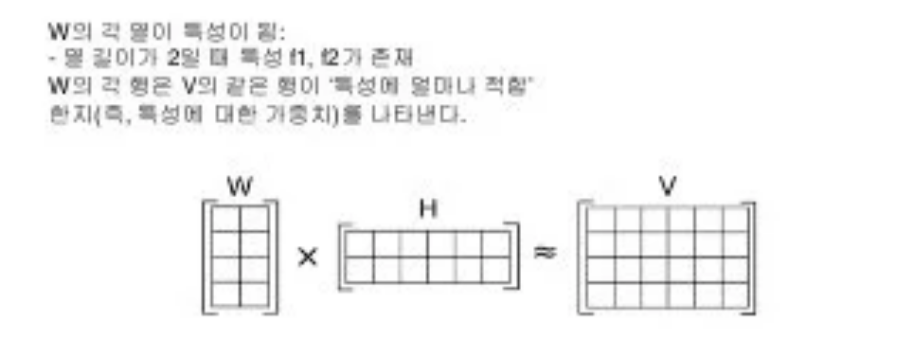 W의 각 열이 특성이 됨:
- 열 길이가 2일 때 특성 f1, f2가 존재
W의 각 행은 V의 같은 행이 '특성에 얼마나 적합'
한지(즉, 특성에 대한 가중치)를 나타낸다.
W
H
V
×
≈